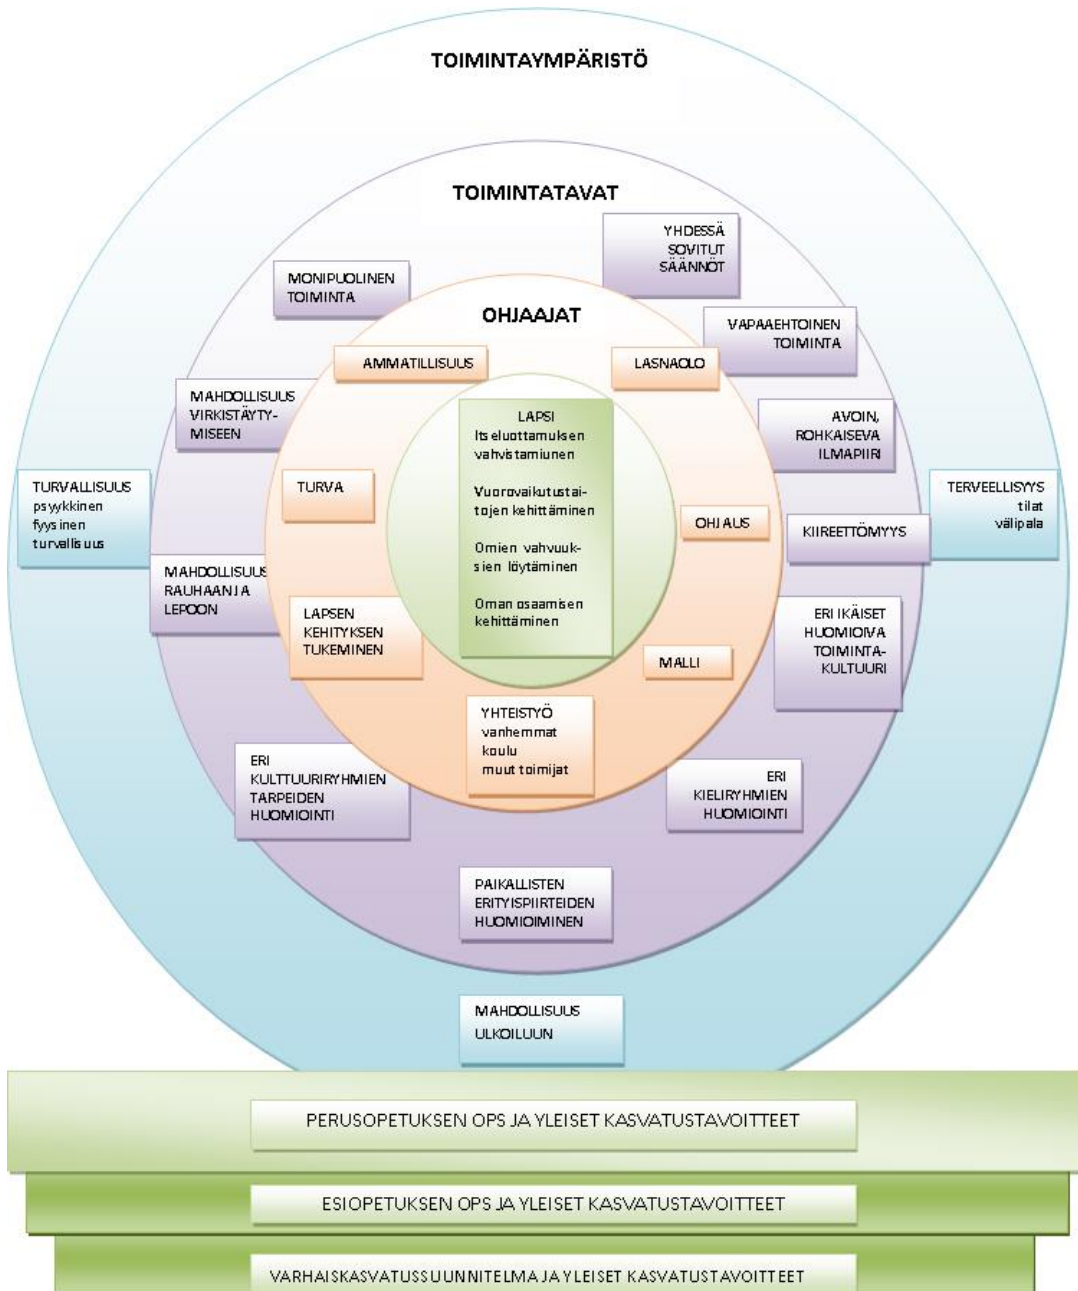 TOIMINTAYMPÄRISTÖ
TOIMINTATAVAT
YHDESSÄ
SOVITUT
SÄÄNNÖT
MONIPUOLINEN
TOIMINTA
OHJAAJAT
VAPAAEHTOINEN
TOIMINTA
AMMATILLISUUS
LASNAOLO
MAHDOLLISUUS
VIRKISTÄYTY-
MISEEN
LAPSI
Itseluottamuksen
vahvistamiunen
Vuorovaikutustai-
tojen kehittäminen
Omien vahvuuk-
sien löytäminen
Oman osaamisen
kehittäminen
AVOIN,
ROHKAISEVA
ILMAPIIRI
TURVALLISUUS
psyykkinen
fyysinen
turvallisuus
TURVA
OHJAUS
KIIREETTÖMYYS
TERVEELLISYYS
tilat
välipala
MAHDOLLISUUS
RAUHAAN JA
LEPOON
LAPSEN
KEHITYKSEN
TUKEMINEN
MALLI
ERI IKÄISET
HUOMIOIVA
TOIMINTA-
KULTUURI
YHTEISTYÖ
vanhemmat
koulu
muut toimijat
ERI
KULTTUURIRYHMIEN
TARPEIDEN
HUOMIOINTI
ERI
KIELIRYHMIEN
HUOMIOINTI
PAIKALLISTEN
ERITYISPIIRTEIDEN
HUOMIOIMINEN
MAHDOLLISUUS
ULKOILUUN
PERUSOPETUKSEN OPS JA YLEISET KASVATUSTAVOITTEET
ESIOPETUKSEN OPS JA YLEISET KASVATUSTAVOITTEET
VARHAISKASVATUSSUUNNITELMA JA YLEISET KASVATUSTAVOITTEET